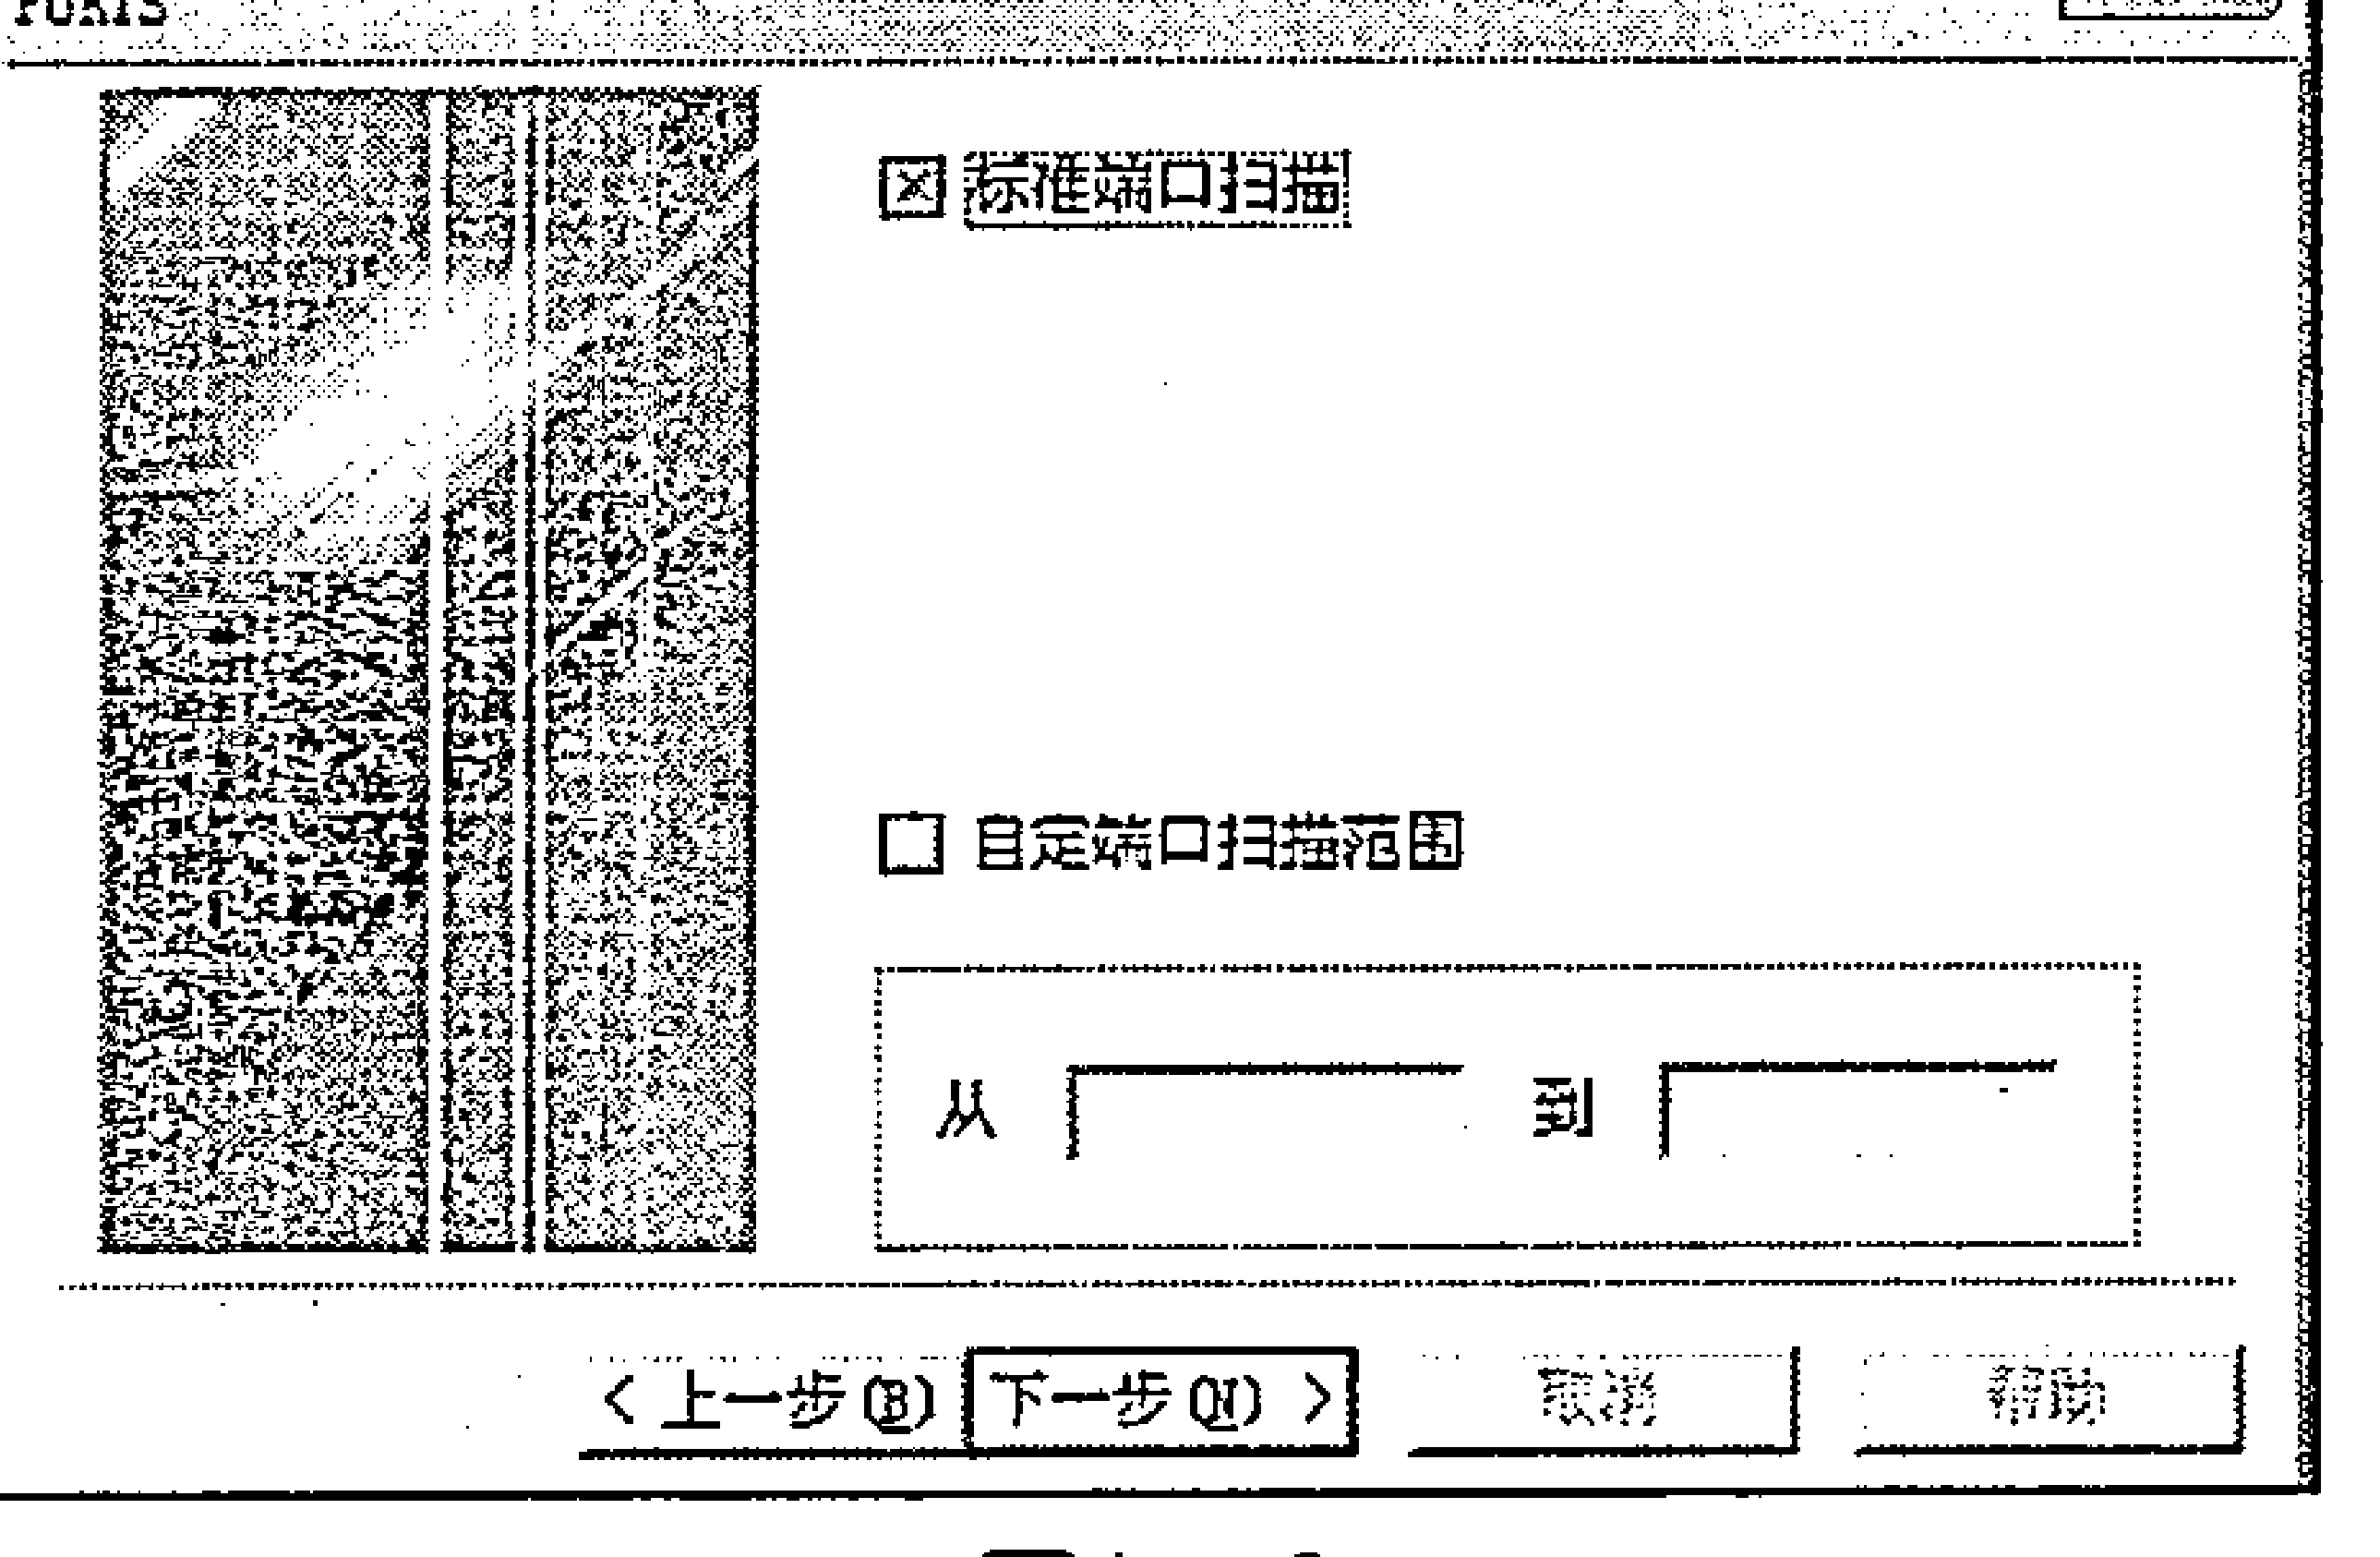 PORTS
标准端口扫描
自定端口扫描范围
从 到
< 上一步(B) 下一步(N) > 取消 帮助